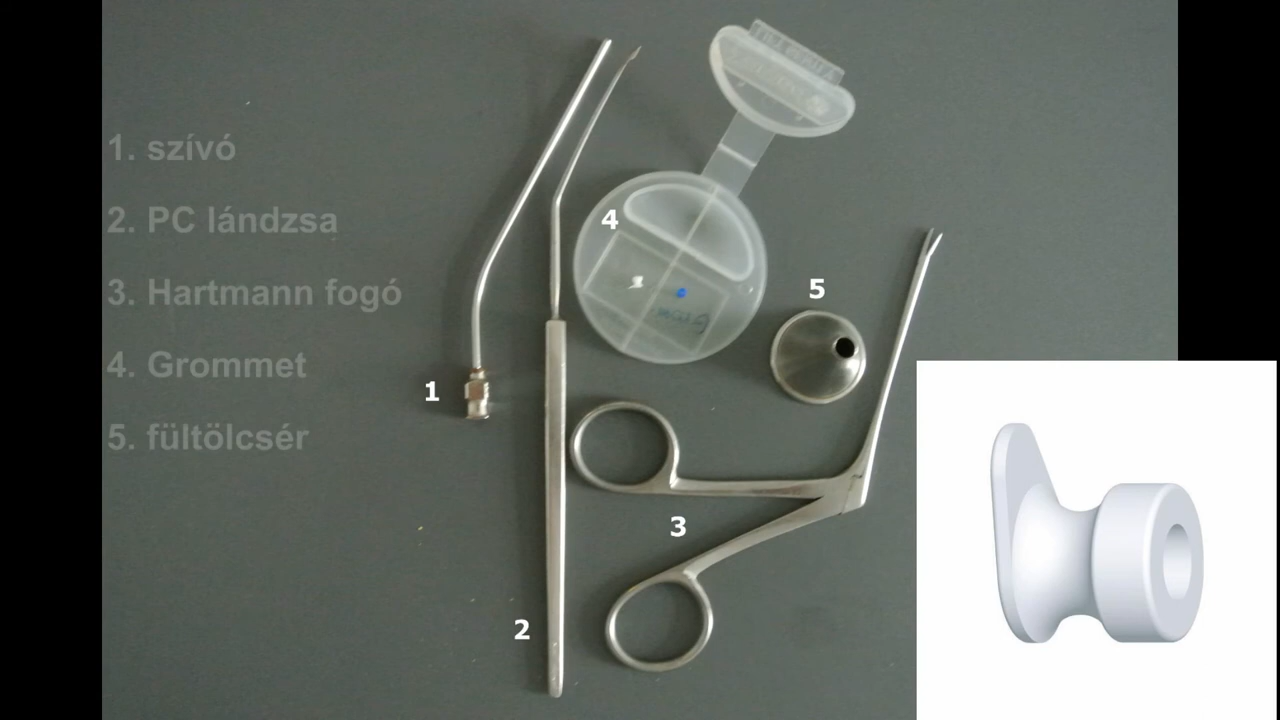 1. szívó
2. PC lándzsa
3. Hartmann fogó
4. Grommet
5. fültölcsér
4
5
1
3
2